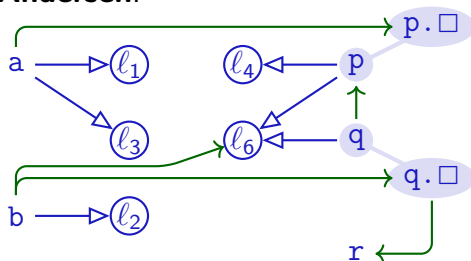 Andersen:
p.□
a ℓ1 ℓ4 p
ℓ3 ℓ6 q
q.□
b ℓ2
r